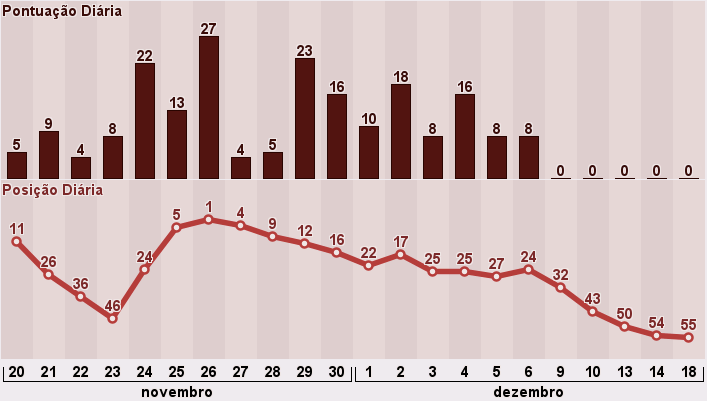 Pontuação Diária
5 9 4 8 22 13 27 4 5 23 16 10 18 8 16 8 8 0 0 0 0 0
Posição Diária
11 26 36 46 24 5 1 4 9 12 16 22 17 25 25 27 24 32 43 50 54 55
20 21 22 23 24 25 26 27 28 29 30 1 2 3 4 5 6 9 10 13 14 18
novembro dezembro